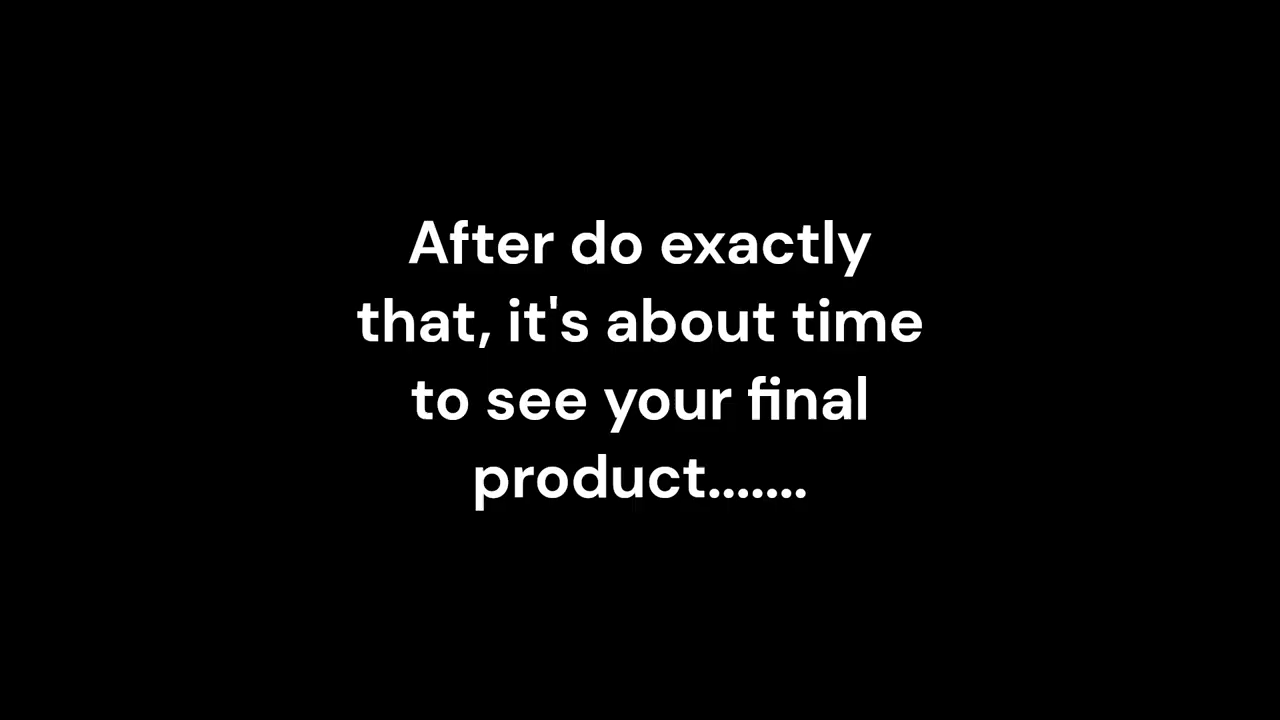 After do exactly
that, it's about time
to see your final
product.......